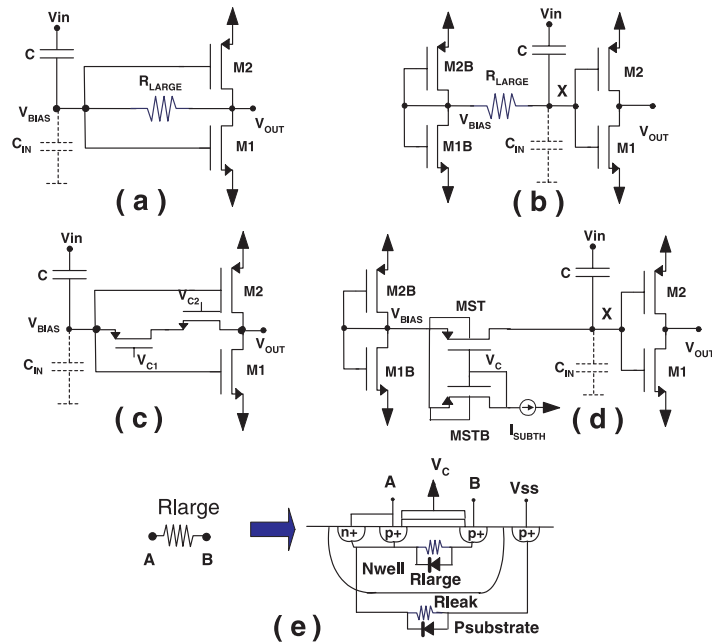 Vin
C
M2
R_LARGE
V_BIAS
V_OUT
C_IN
M1
( a )
Vin
C
M2B
R_LARGE
X
M2
V_BIAS
V_OUT
C_IN
M1B
M1
( b )
Vin
C
V_C2
M2
V_BIAS
V_OUT
V_C1
C_IN
M1
( c )
Vin
C
M2B
MST
X
M2
V_BIAS
V_C
V_OUT
C_IN
M1B
M1
MSTB
I_SUBTH
( d )
Rlarge
A
B
A
V_C
B
Vss
n+
p+
p+
p+
Nwell
Rlarge
Rleak
Psubstrate
( e )